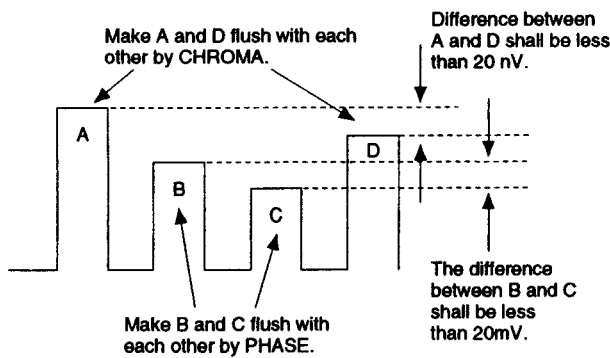 Make A and D flush with each
other by CHROMA.
Difference between
A and D shall be less
than 20 nV.
A
B
C
D
Make B and C flush with
each other by PHASE.
The difference
between B and C
shall be less
than 20mV.